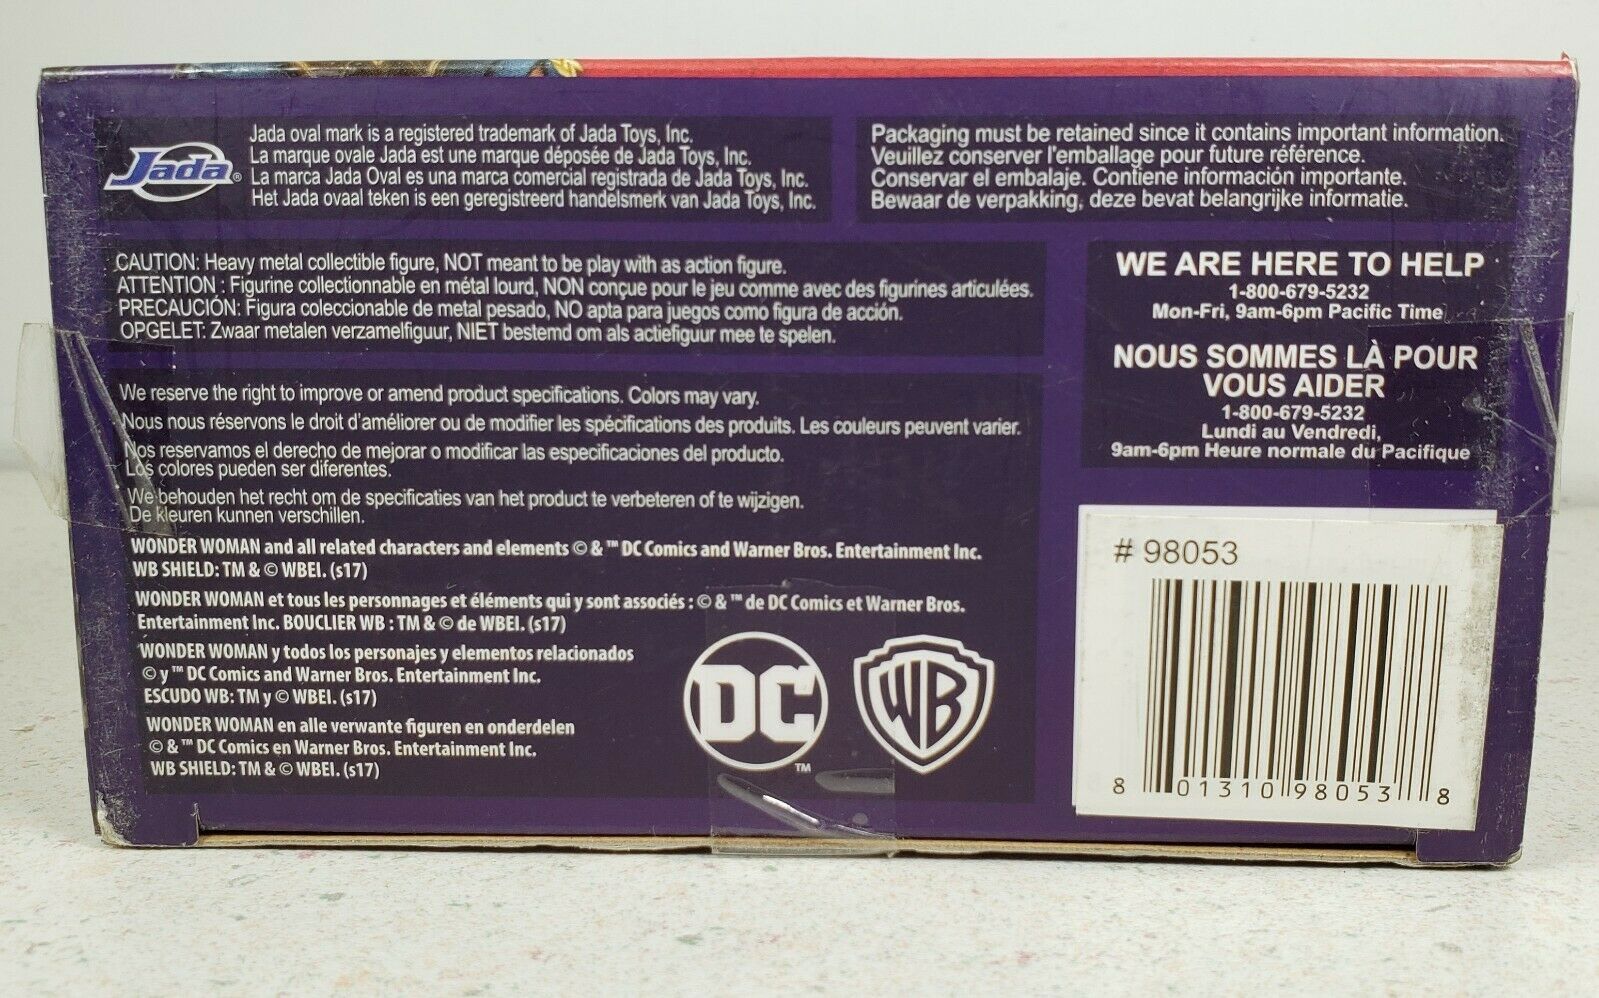 Jada®
Jada oval mark is a registered trademark of Jada Toys, Inc.
La marque ovale Jada est une marque déposée de Jada Toys, Inc.
La marca Jada Oval es una marca comercial registrada de Jada Toys, Inc.
Het Jada ovaal teken is een geregistreerd handelsmerk van Jada Toys, Inc.
Packaging must be retained since it contains important information.
Veuillez conserver l'emballage pour future référence.
Conservar el embalaje. Contiene información importante.
Bewaar de verpakking, deze bevat belangrijke informatie.
CAUTION: Heavy metal collectible figure, NOT meant to be play with as action figure.
ATTENTION : Figurine collectionnable en métal lourd, NON conçue pour le jeu comme avec des figurines articulées.
PRECAUCIÓN: Figura coleccionable de metal pesado, NO apta para juegos como figura de acción.
OPGELET: Zwaar metalen verzamelfiguur, NIET bestemd om als actiefiguur mee te spelen.
WE ARE HERE TO HELP
1-800-679-5232
Mon-Fri, 9am-6pm Pacific Time
NOUS SOMMES LÀ POUR
VOUS AIDER
1-800-679-5232
Lundi au Vendredi,
9am-6pm Heure normale du Pacifique
We reserve the right to improve or amend product specifications. Colors may vary.
Nous nous réservons le droit d'améliorer ou de modifier les spécifications des produits. Les couleurs peuvent varier.
Nos reservamos el derecho de mejorar o modificar las especificaciones del producto.
Los colores pueden ser diferentes.
We behouden het recht om de specificaties van het product te verbeteren of te wijzigen.
De kleuren kunnen verschillen.
WONDER WOMAN and all related characters and elements © & ™ DC Comics and Warner Bros. Entertainment Inc.
WB SHIELD: TM & © WBEI. (s17)
WONDER WOMAN et tous les personnages et éléments qui y sont associés : © & ™ de DC Comics et Warner Bros.
Entertainment Inc. BOUCLIER WB : TM & © de WBEI. (s17)
WONDER WOMAN y todos los personajes y elementos relacionados
© y ™ DC Comics and Warner Bros. Entertainment Inc.
ESCUDO WB: TM y © WBEI. (s17)
WONDER WOMAN en alle verwante figuren en onderdelen
© & ™ DC Comics en Warner Bros. Entertainment Inc.
WB SHIELD: TM & © WBEI. (s17)
DC TM
WB
# 98053
8 01310 98053 8